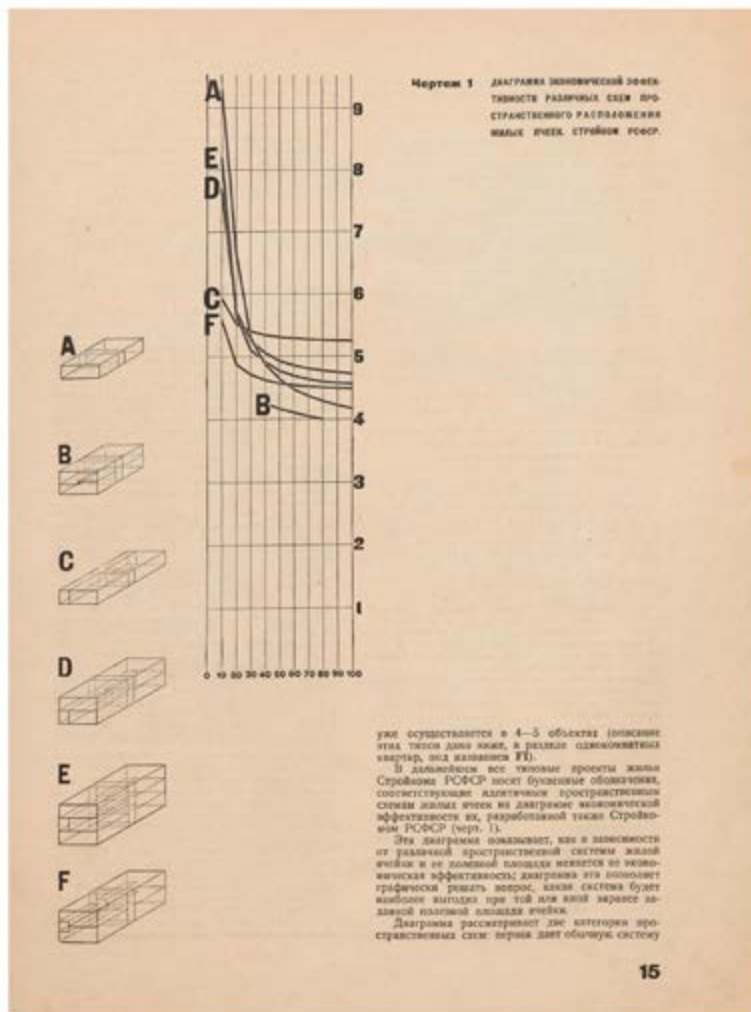 Чертеж 1
ДИАГРАММА ЭКОНОМИЧЕСКОЙ ЭФФЕК-
ТИВНОСТИ РАЗЛИЧНЫХ СХЕМ ПРО-
СТРАНСТВЕННОГО РАСПОЛОЖЕНИЯ
ЖИЛЫХ ЯЧЕЕК. СТРОЙКОМ РСФСР.
A
E
D
C
F
B
9
8
7
6
5
4
3
2
1
0 10 20 30 40 50 60 70 80 90 100
A
B
C
D
E
F
уже осуществляется в 4—5 объектах (описание
этих типов дано ниже, в разделе однокомнатных
квартир, под названием F1).
В дальнейшем все типовые проекты жилья
Стройкома РСФСР носят буквенные обозначения,
соответствующие идентичным пространственным
схемам жилых ячеек на диаграмме экономической
эффективности их, разработанной также Стройко-
мом РСФСР (черт. 1).
Эта диаграмма показывает, как в зависимости
от различной пространственной системы жилой
ячейки и ее полезной площади меняется ее эконо-
мическая эффективность; диаграмма эта позволяет
графически решать вопрос, какая система будет
наиболее выгодна при той или иной заранее за-
данной полезной площади ячейки.
Диаграмма рассматривает две категории про-
странственных схем: первая дает обычную систему
15